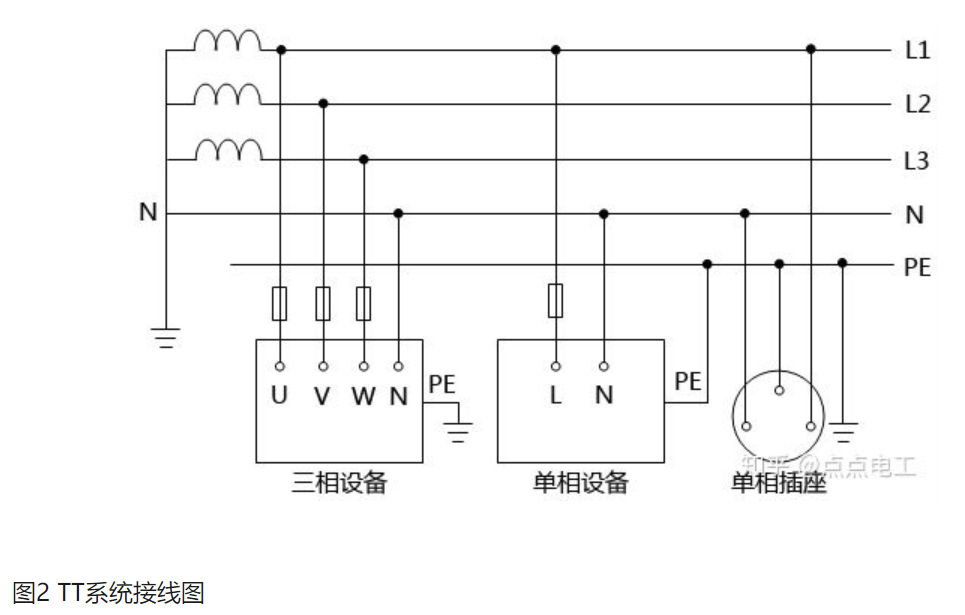 L1
L2
L3
N N
PE
U V W N PE L N PE
知乎 @点点电工
三相设备 单相设备 单相插座
图2 TT系统接线图